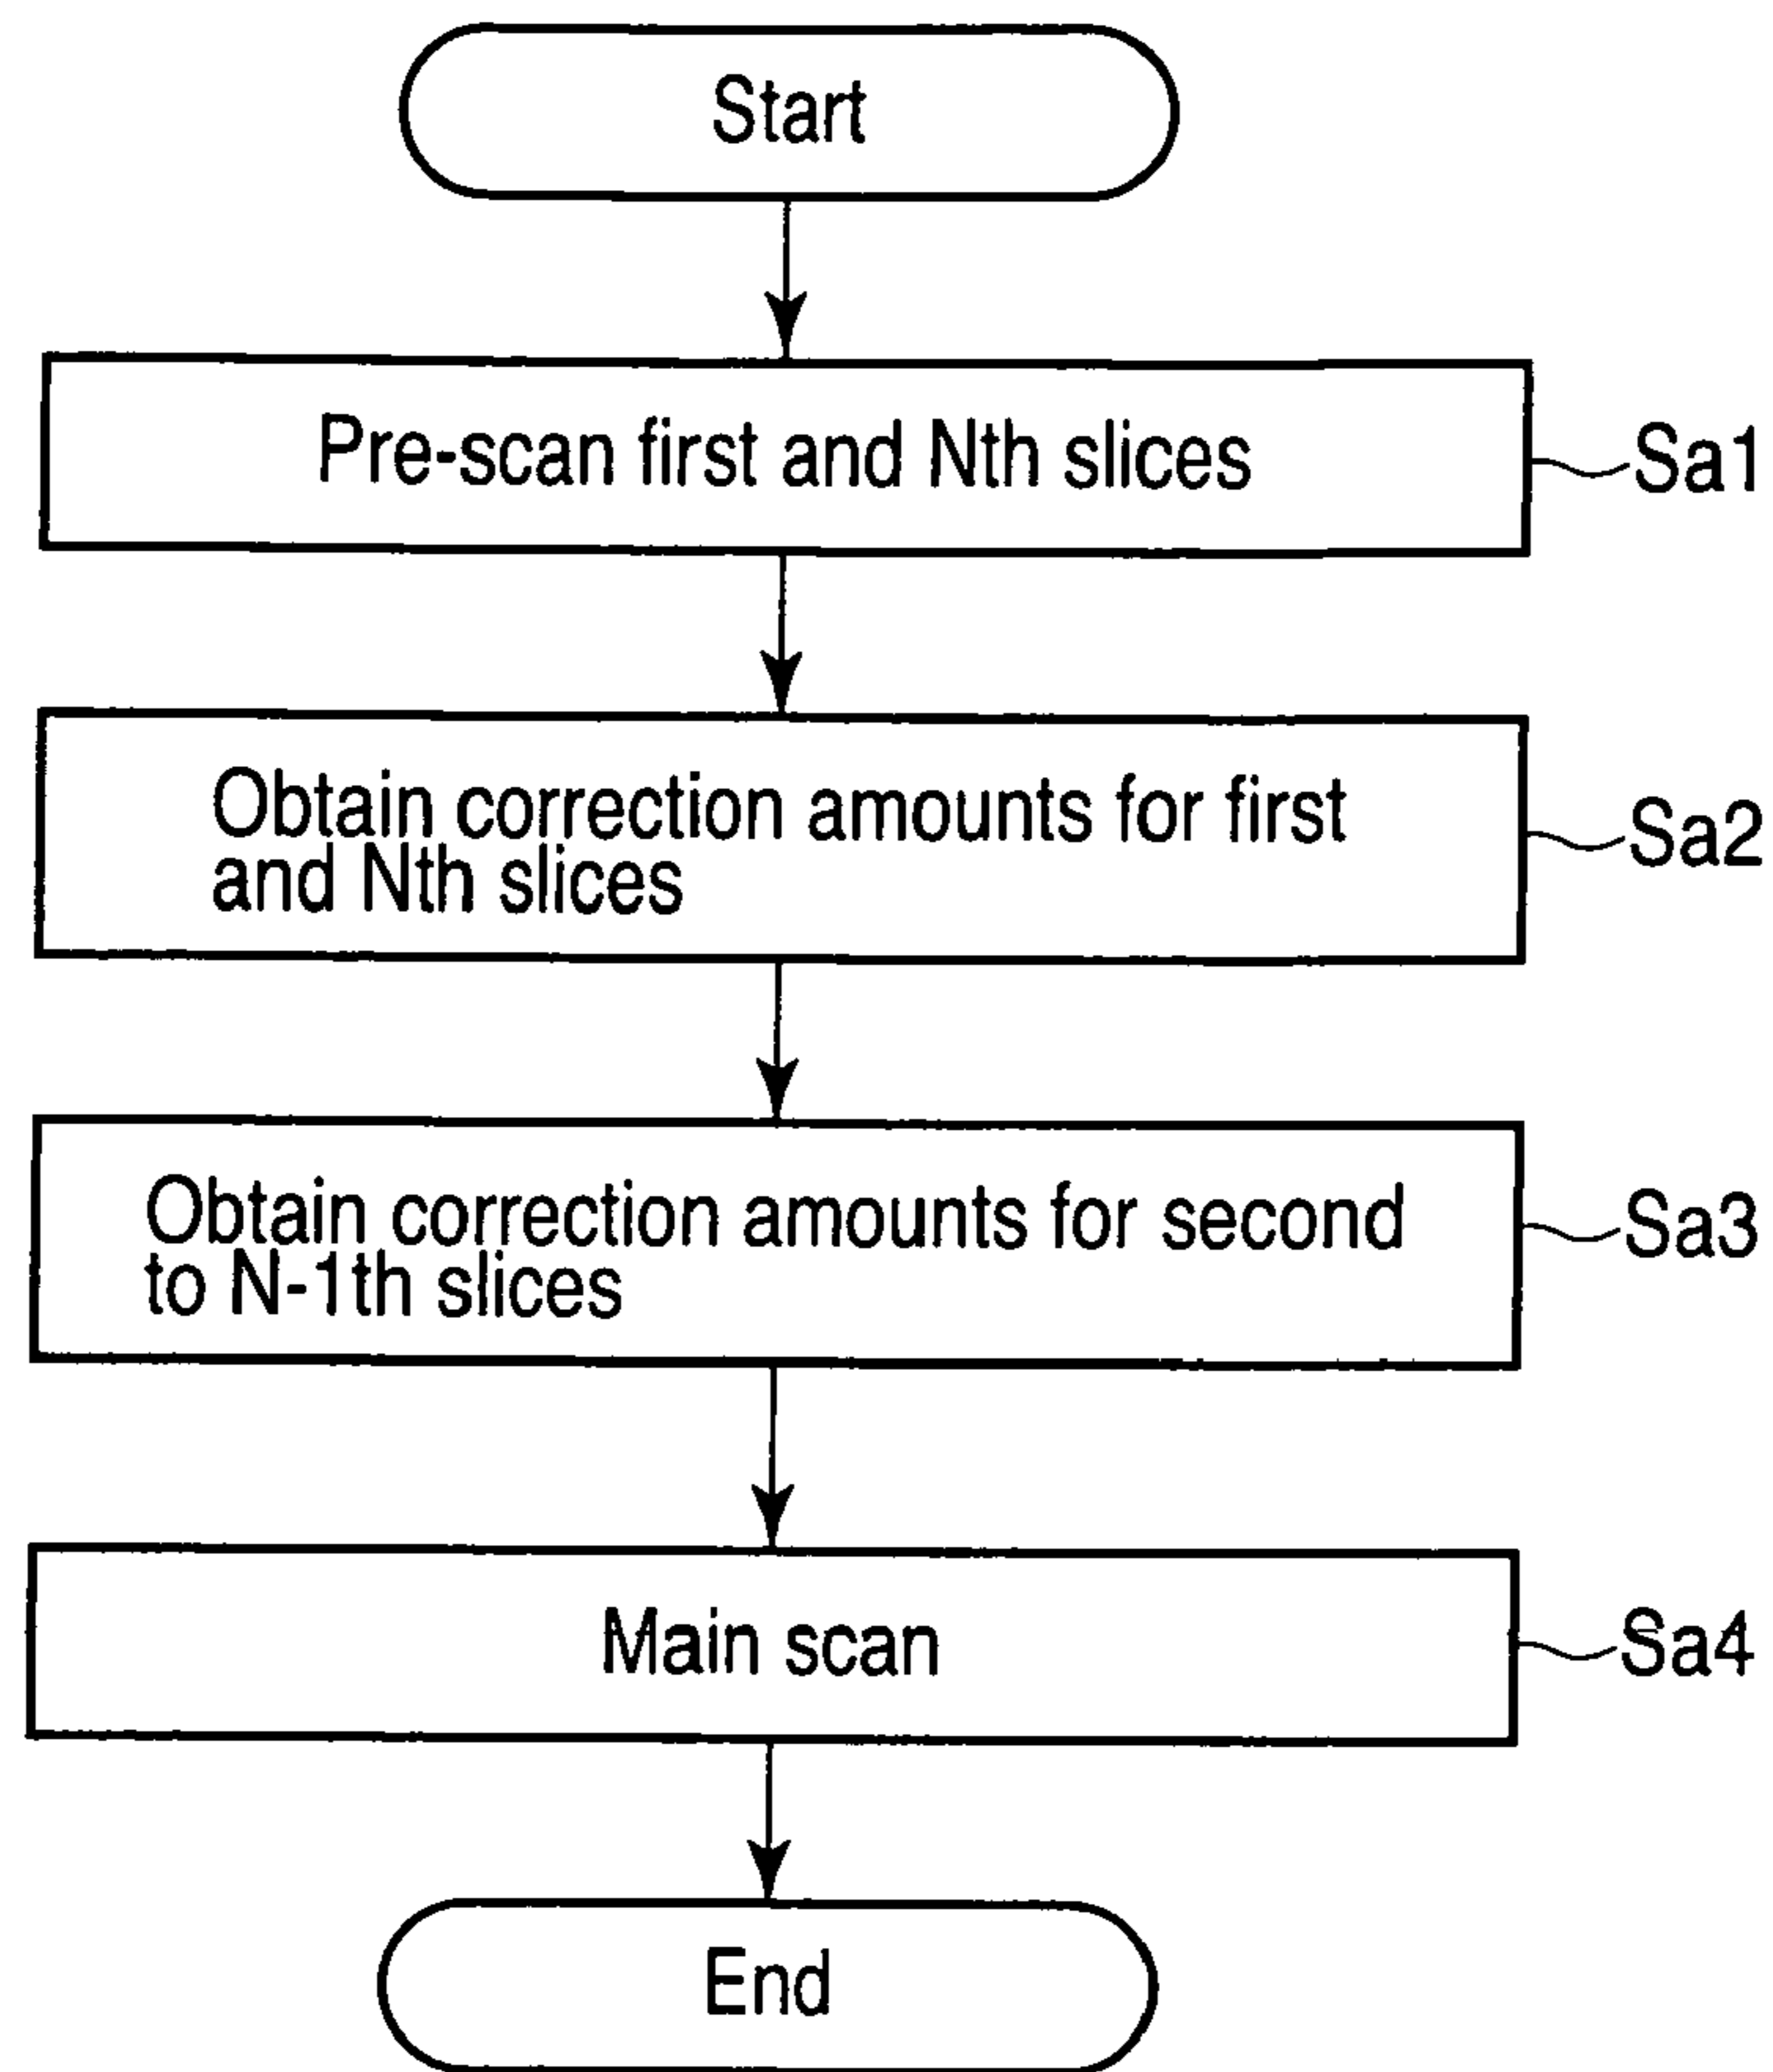 Start
Pre-scan first and Nth slices
Sa1
Obtain correction amounts for first
and Nth slices
Sa2
Obtain correction amounts for second
to N-1th slices
Sa3
Main scan
Sa4
End